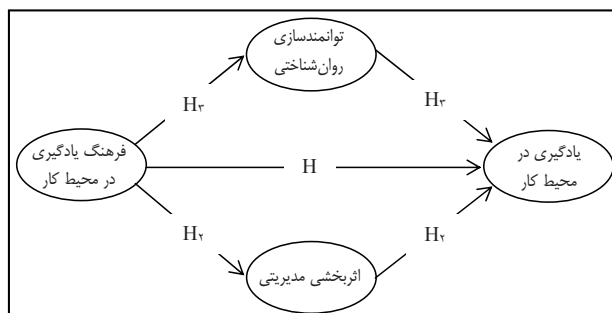 توانمندسازی
روان‌شناختی
H۳
H۳
فرهنگ یادگیری
در محیط کار
H
یادگیری در
محیط کار
H۲
H۲
اثربخشی مدیریتی